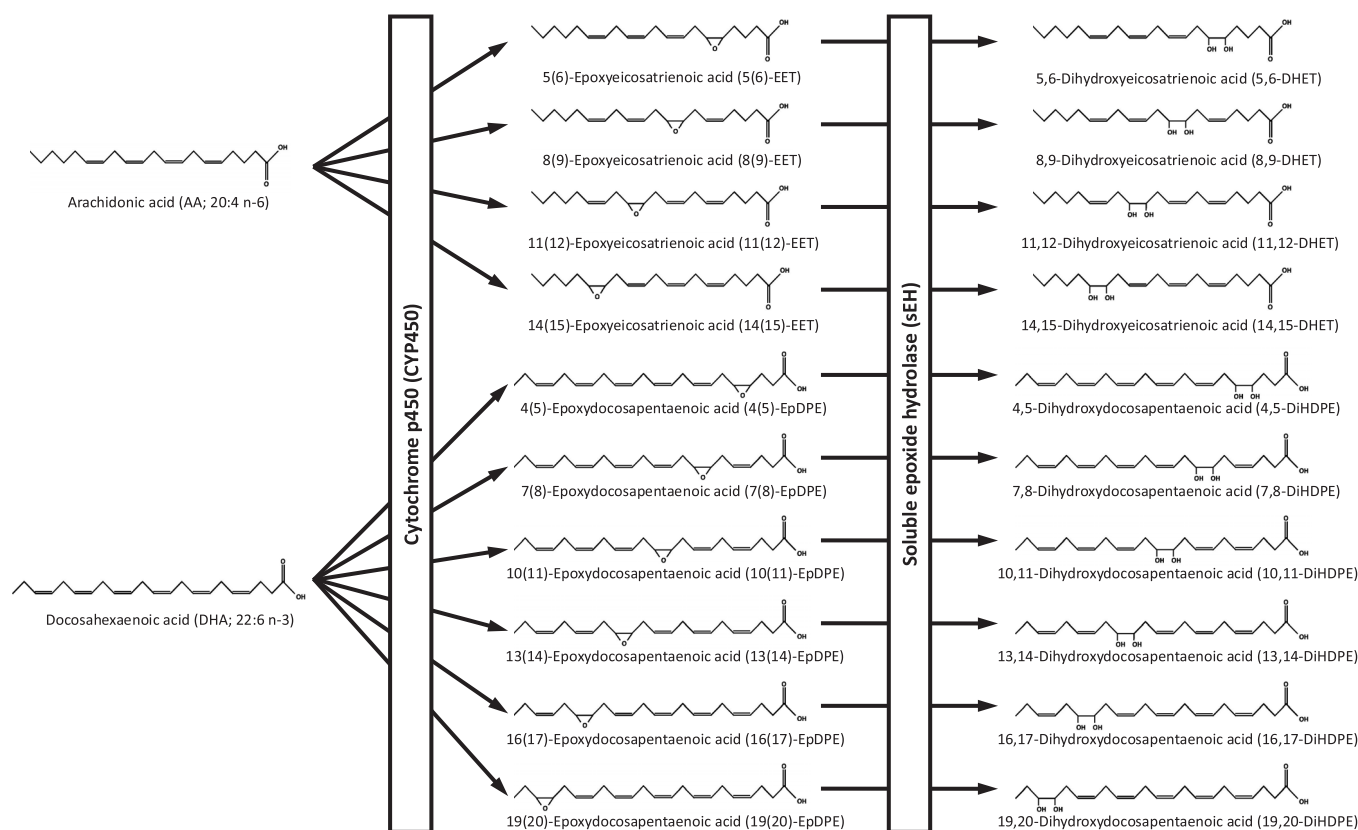 Arachidonic acid (AA; 20:4 n-6)
Docosahexaenoic acid (DHA; 22:6 n-3)
Cytochrome p450 (CYP450)
5(6)-Epoxyeicosatrienoic acid (5(6)-EET)
8(9)-Epoxyeicosatrienoic acid (8(9)-EET)
11(12)-Epoxyeicosatrienoic acid (11(12)-EET)
14(15)-Epoxyeicosatrienoic acid (14(15)-EET)
4(5)-Epoxydocosapentaenoic acid (4(5)-EpDPE)
7(8)-Epoxydocosapentaenoic acid (7(8)-EpDPE)
10(11)-Epoxydocosapentaenoic acid (10(11)-EpDPE)
13(14)-Epoxydocosapentaenoic acid (13(14)-EpDPE)
16(17)-Epoxydocosapentaenoic acid (16(17)-EpDPE)
19(20)-Epoxydocosapentaenoic acid (19(20)-EpDPE)
Soluble epoxide hydrolase (sEH)
5,6-Dihydroxyeicosatrienoic acid (5,6-DHET)
8,9-Dihydroxyeicosatrienoic acid (8,9-DHET)
11,12-Dihydroxyeicosatrienoic acid (11,12-DHET)
14,15-Dihydroxyeicosatrienoic acid (14,15-DHET)
4,5-Dihydroxydocosapentaenoic acid (4,5-DiHDPE)
7,8-Dihydroxydocosapentaenoic acid (7,8-DiHDPE)
10,11-Dihydroxydocosapentaenoic acid (10,11-DiHDPE)
13,14-Dihydroxydocosapentaenoic acid (13,14-DiHDPE)
16,17-Dihydroxydocosapentaenoic acid (16,17-DiHDPE)
19,20-Dihydroxydocosapentaenoic acid (19,20-DiHDPE)